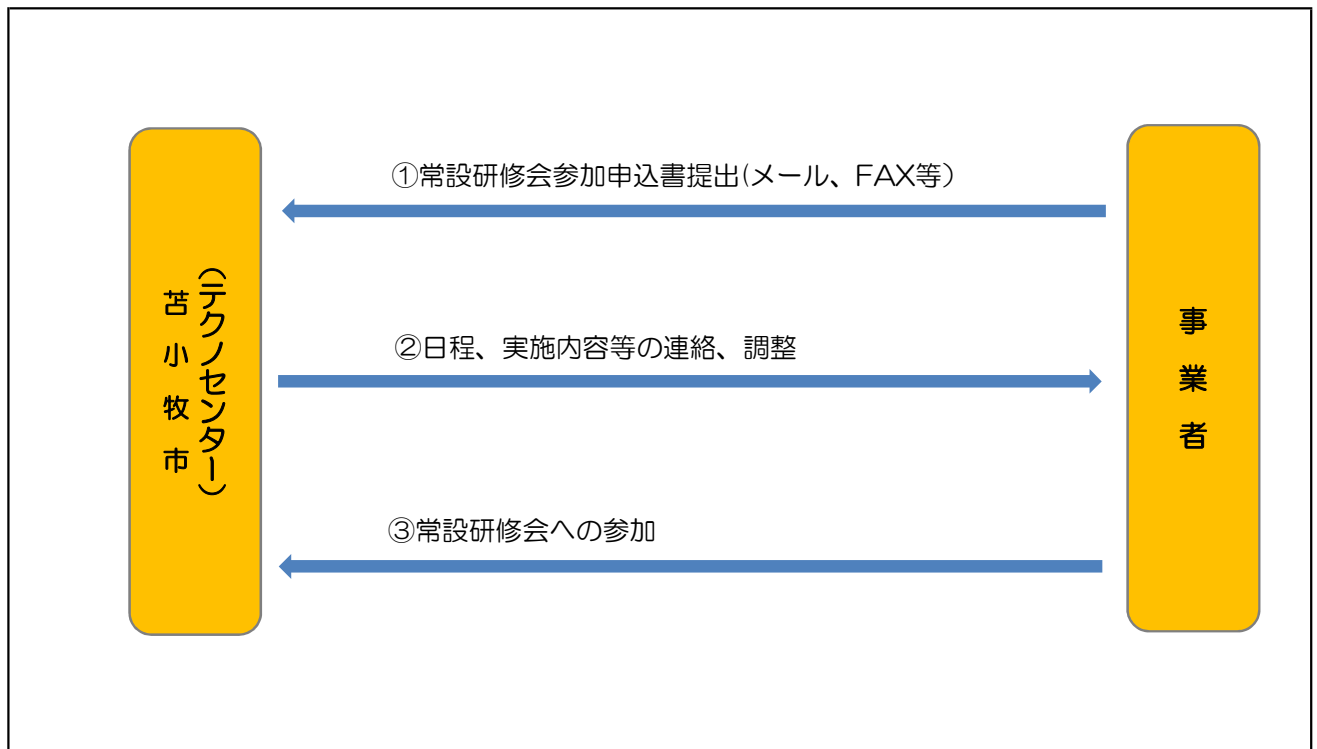 ①常設研修会参加申込書提出(メール、FAX等）
②日程、実施内容等の連絡、調整
③常設研修会への参加
（テクノセンター）
苫小牧市
事業者